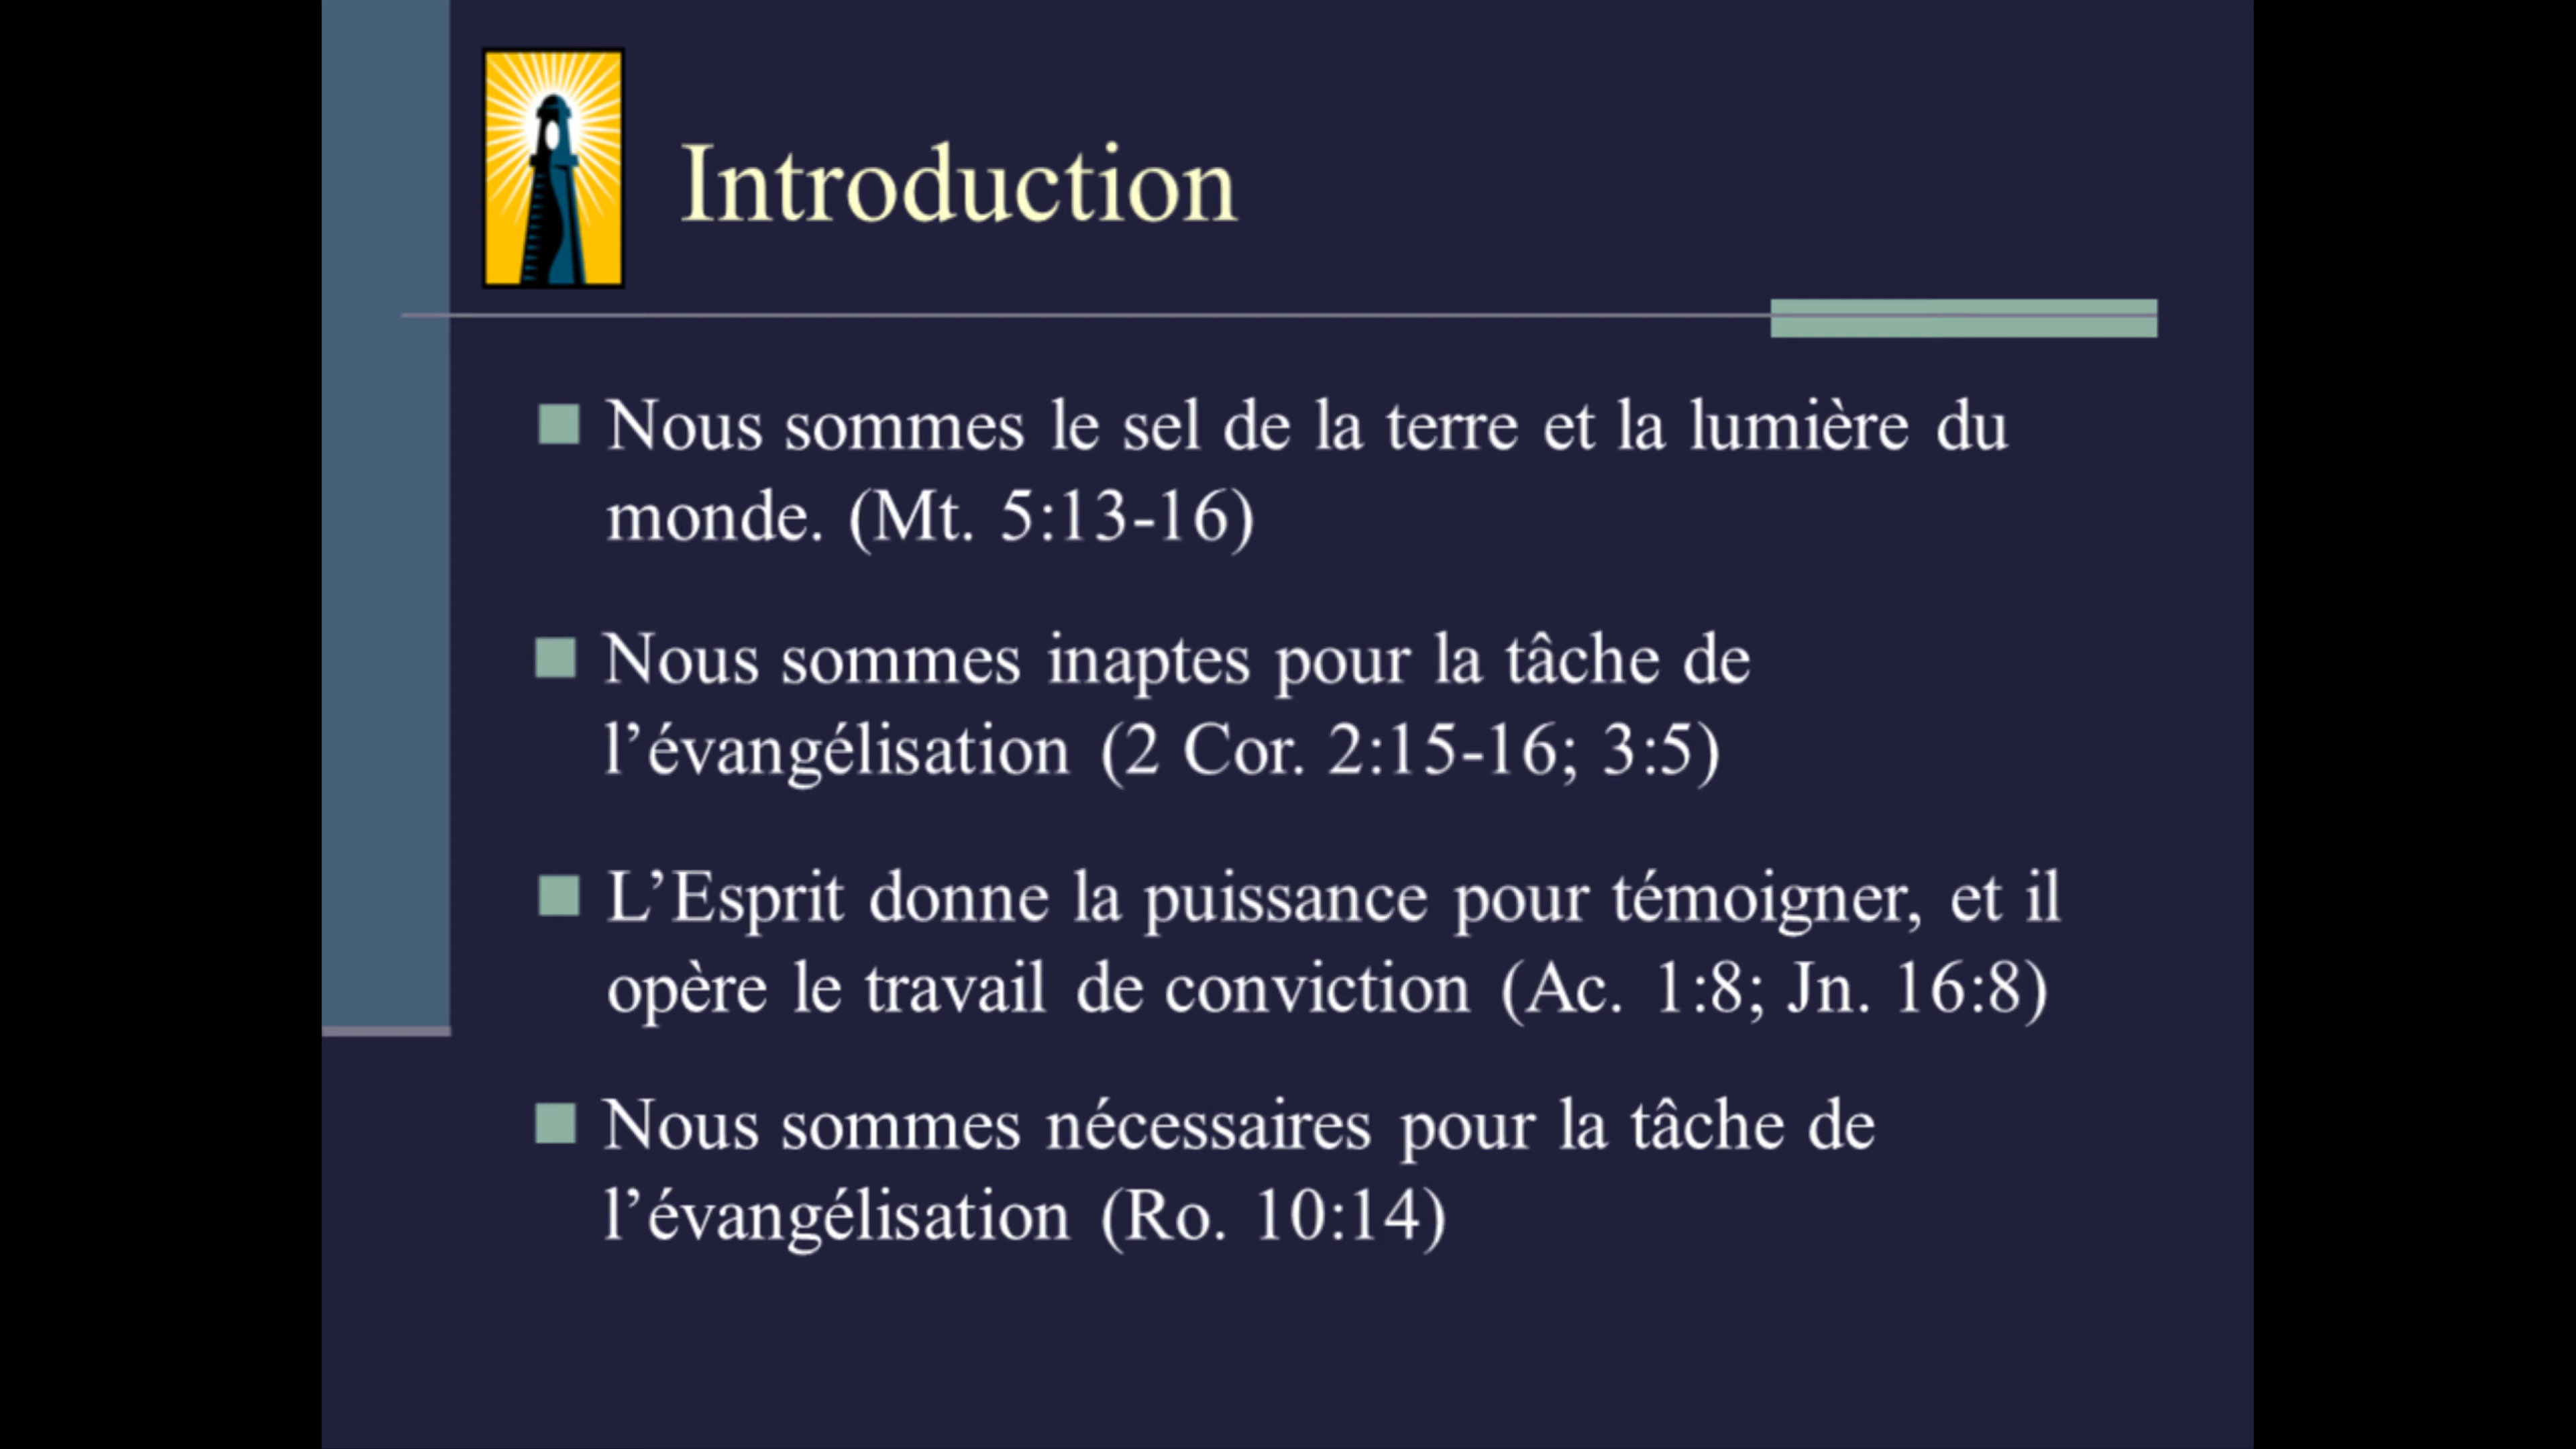 Introduction
Nous sommes le sel de la terre et la lumière du
monde. (Mt. 5:13-16)
Nous sommes inaptes pour la tâche de
l’évangélisation (2 Cor. 2:15-16; 3:5)
L’Esprit donne la puissance pour témoigner, et il
opère le travail de conviction (Ac. 1:8; Jn. 16:8)
Nous sommes nécessaires pour la tâche de
l’évangélisation (Ro. 10:14)